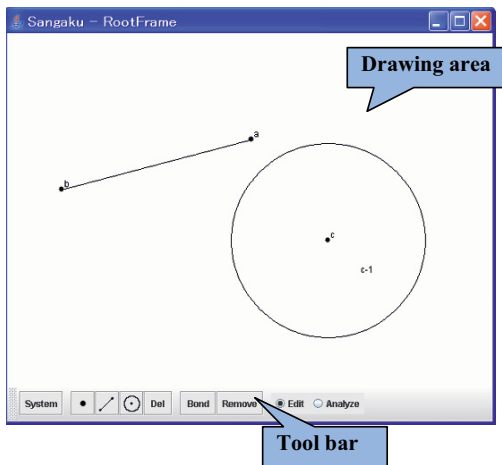 Sangaku - RootFrame
Drawing area
a
b
c
c-1
System Del Bond Remove Edit Analyze
Tool bar